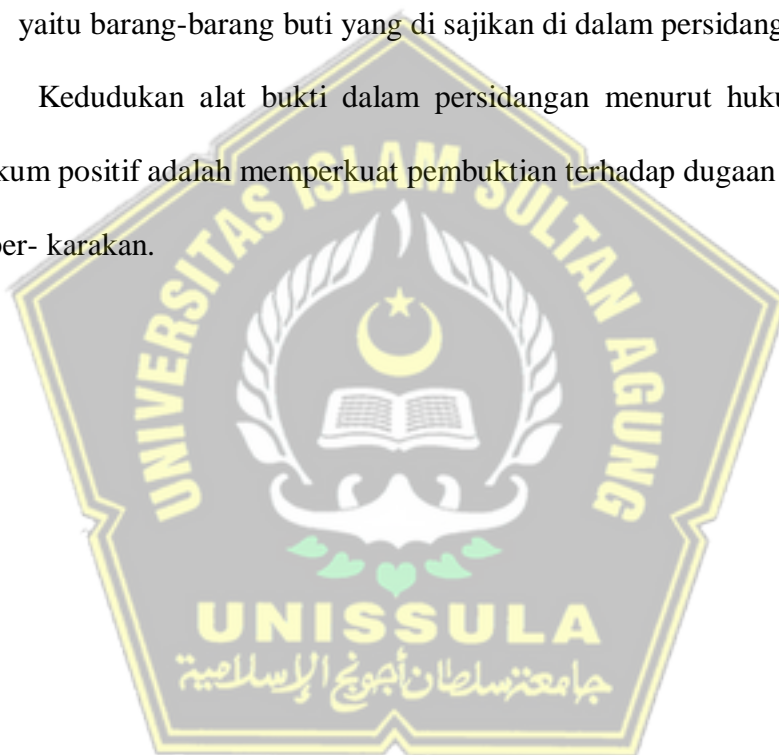 yaitu barang-barang buti yang di sajikan di dalam persidang
Kedudukan alat bukti dalam persidangan menurut huku
kum positif adalah memperkuat pembuktian terhadap dugaan
per- karakan.
UNIVERSITAS ISLAM SULTAN AGUNG
UNISSULA
جامعة سلطان أجونج الإسلامية